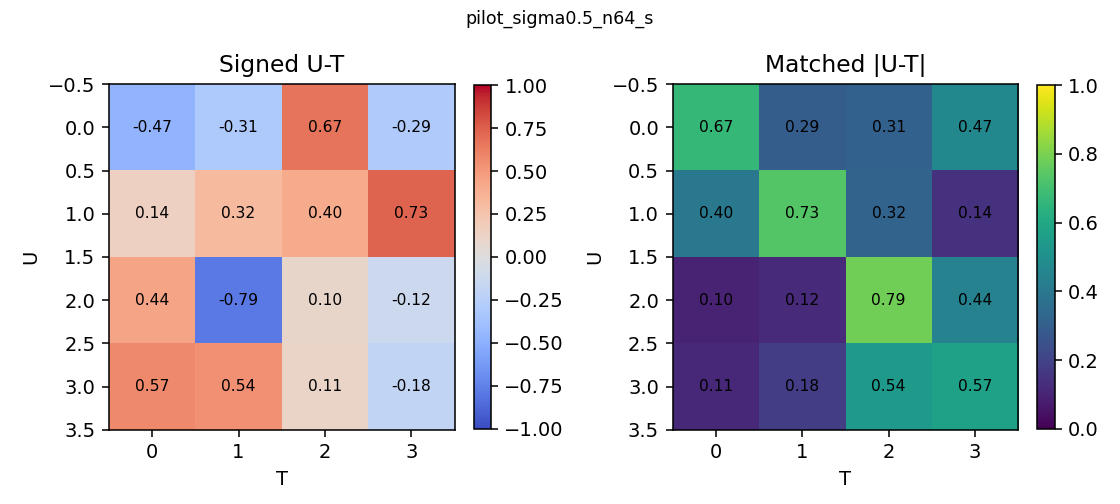 pilot_sigma0.5_n64_s
Signed U-T
−0.5
0.0
0.5
1.0
1.5
2.0
2.5
3.0
3.5
U
-0.47 -0.31 0.67 -0.29
0.14 0.32 0.40 0.73
0.44 -0.79 0.10 -0.12
0.57 0.54 0.11 -0.18
0 1 2 3
T
1.00
0.75
0.50
0.25
0.00
−0.25
−0.50
−0.75
−1.00
Matched |U-T|
−0.5
0.0
0.5
1.0
1.5
2.0
2.5
3.0
3.5
U
0.67 0.29 0.31 0.47
0.40 0.73 0.32 0.14
0.10 0.12 0.79 0.44
0.11 0.18 0.54 0.57
0 1 2 3
T
1.0
0.8
0.6
0.4
0.2
0.0